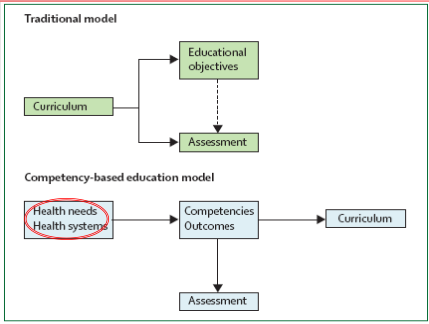 Traditional model
Educational
objectives
Curriculum
Assessment
Competency-based education model
Health needs
Health systems
Competencies
Outcomes
Curriculum
Assessment